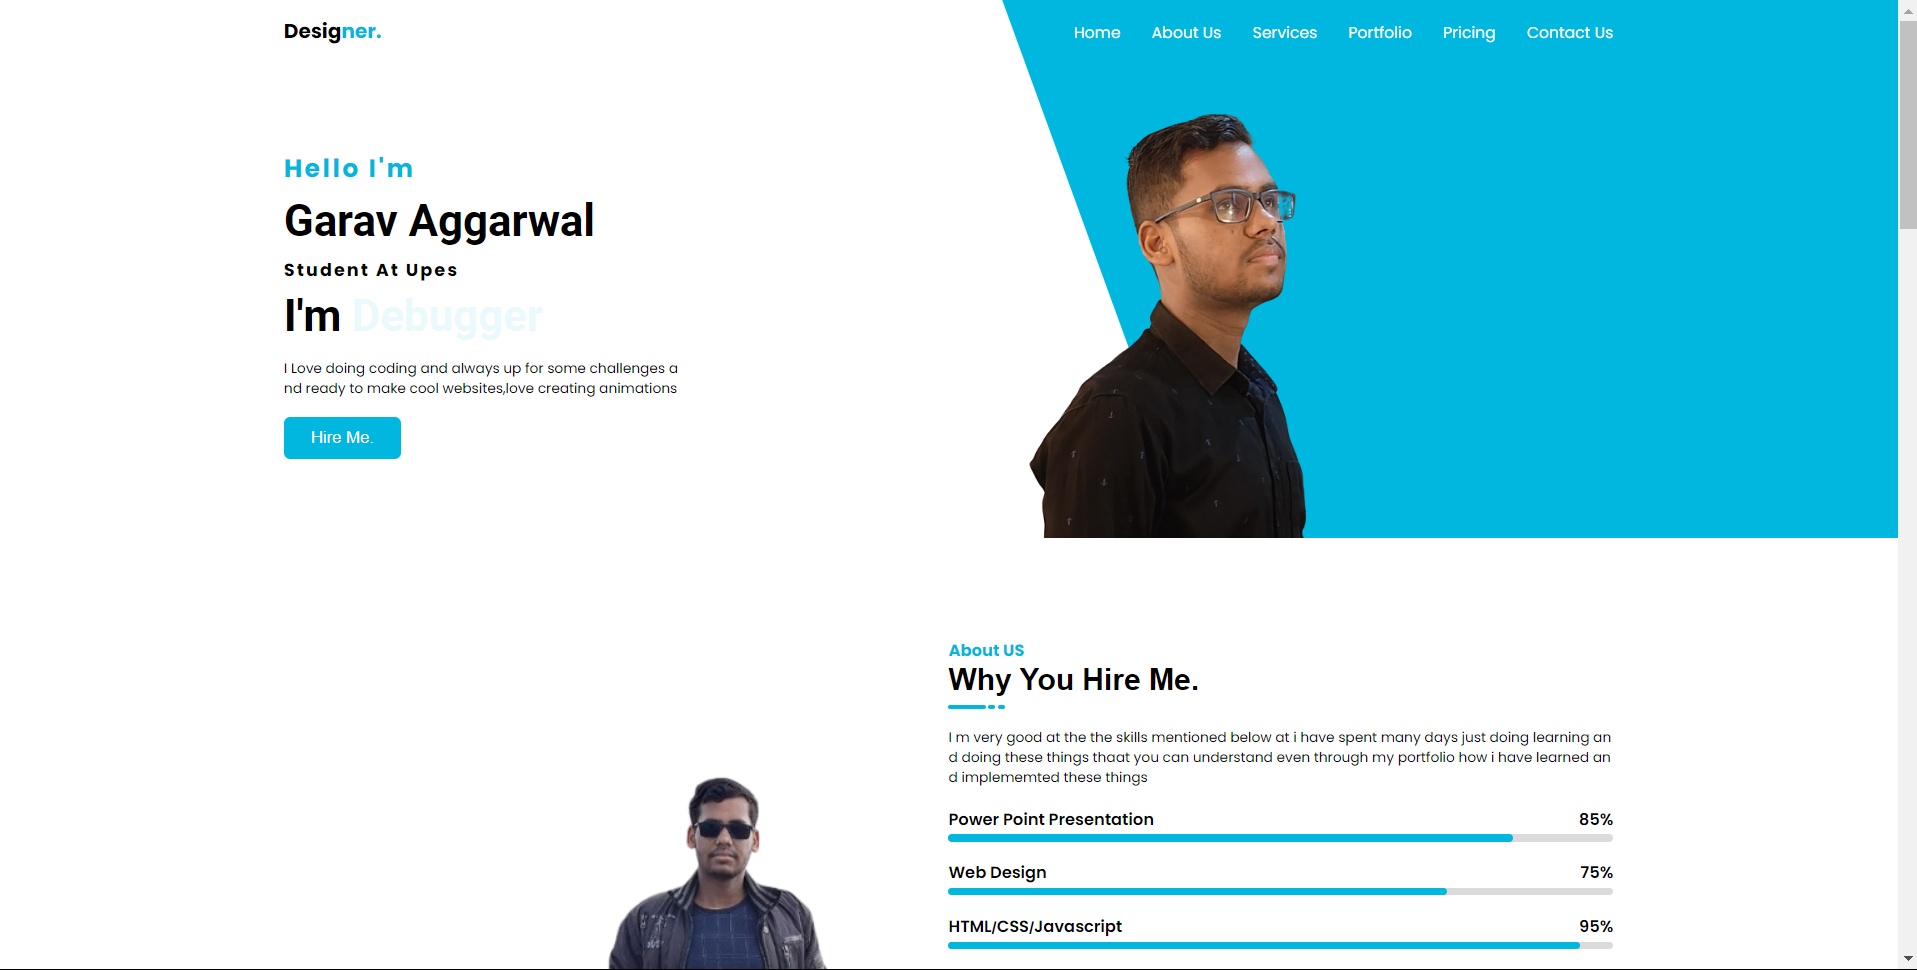 Designer.
Home About Us Services Portfolio Pricing Contact Us
Hello I'm
Garav Aggarwal
Student At Upes
I'm Debugger
I Love doing coding and always up for some challenges a
nd ready to make cool websites,love creating animations
Hire Me.
About US
Why You Hire Me.
I m very good at the the skills mentioned below at i have spent many days just doing learning an
d doing these things thaat you can understand even through my portfolio how i have learned an
d implememted these things
Power Point Presentation 85%
Web Design 75%
HTML/CSS/Javascript 95%